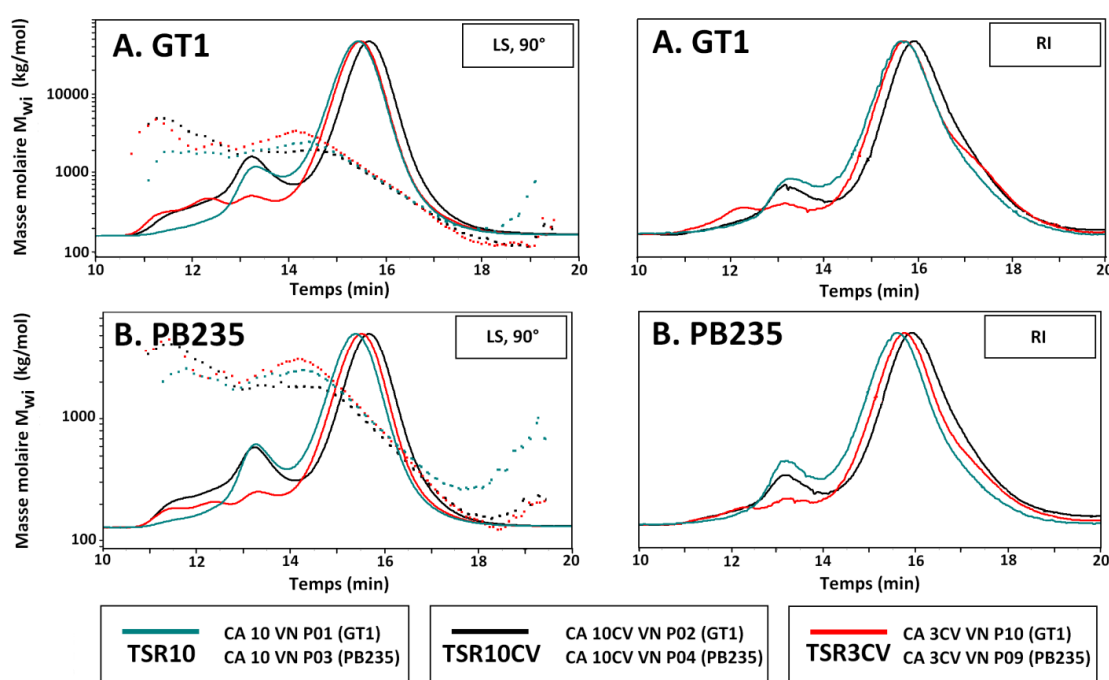 A. GT1
LS, 90°
Masse molaire Mwi (kg/mol)
10000
1000
100
10 12 14 16 18 20
Temps (min)
A. GT1
RI
10 12 14 16 18 20
Temps (min)
B. PB235
LS, 90°
Masse molaire Mwi (kg/mol)
1000
100
10 12 14 16 18 20
Temps (min)
B. PB235
RI
10 12 14 16 18 20
Temps (min)
TSR10
CA 10 VN P01 (GT1)
CA 10 VN P03 (PB235)
TSR10CV
CA 10CV VN P02 (GT1)
CA 10CV VN P04 (PB235)
TSR3CV
CA 3CV VN P10 (GT1)
CA 3CV VN P09 (PB235)